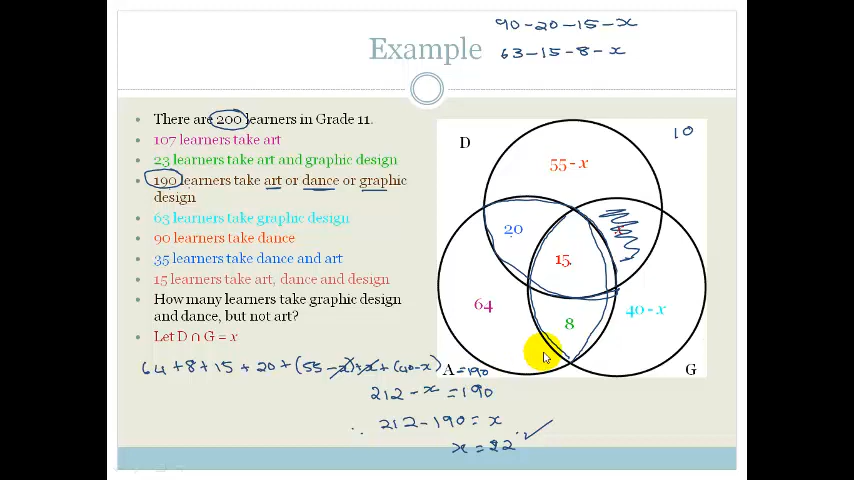 90-20-15-x
Example
63-15-8-x
There are 200 learners in Grade 11.
107 learners take art
23 learners take art and graphic design
190 learners take art or dance or graphic
design
63 learners take graphic design
90 learners take dance
35 learners take dance and art
15 learners take art, dance and design
How many learners take graphic design
and dance, but not art?
Let D ∩ G = x
D
10
55 - x
20
x
15
64
40 - x
8
A
G
64+8+15+20+(55-x)+x+(40-x)=190
212-x=190
∴ 212-190=x
x=22 ✓